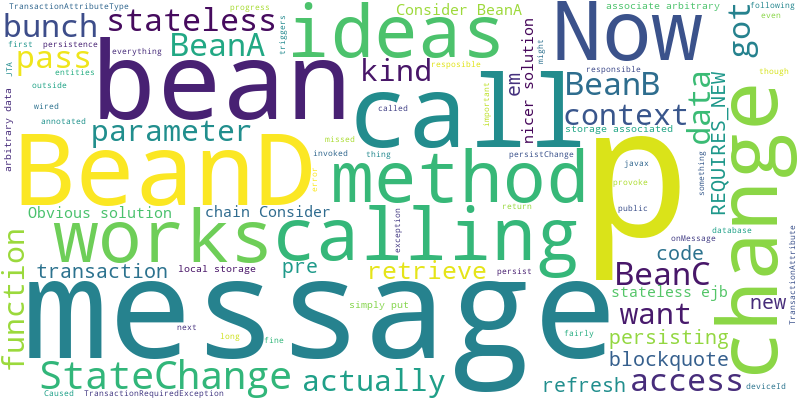 TransactionAttributeType
progress
Consider BeanA
associate arbitrary
following
bunch
stateless
ideas
Now
got
even
first
persistence
triggers
BeanA
everything
might
though
pass
bean
kind
em
nicer solution
responsible
resposible
BeanB
JTA
entities
call
important
context
data
REQUIRES_NEW
outside
arbitrary data
wired
called
storage associated
annotated
parameter
missed
error
BeanD
invoked
thing
method
persistChange
javax
provoke
something
p
change
public
Obvious solution
chain Consider
return
exception
function
works
calling
database
onMessage
code
TransactionAttribute
transaction
local storage
pre
retrieve
persist
BeanC
stateless ejb
new
message
want
simply put
next
long
fine
fairly
persisting
blockquote
StateChange
actually
refresh
access
deviceId
Caused
TransactionRequiredException